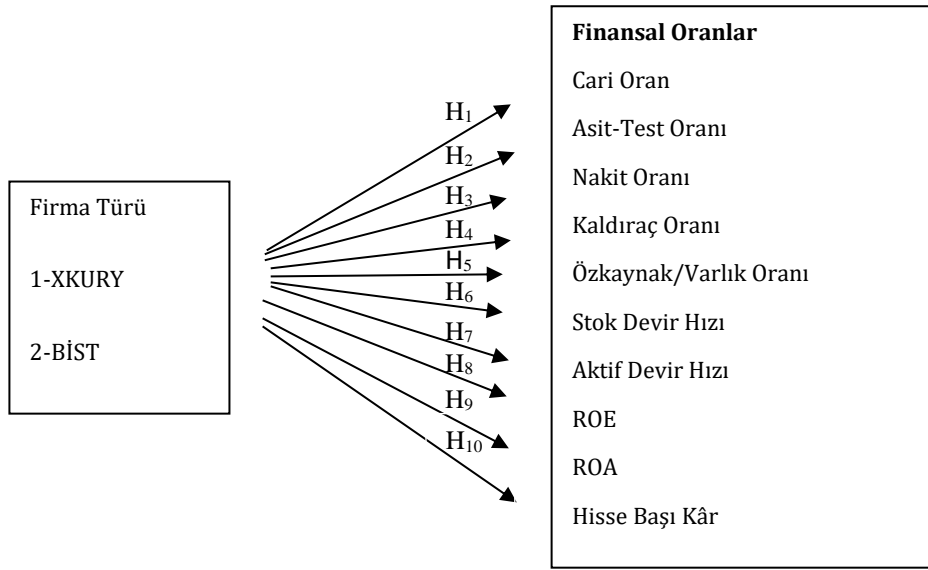 Firma Türü
1-XKURY
2-BİST
H1
H2
H3
H4
H5
H6
H7
H8
H9
H10
Finansal Oranlar
Cari Oran
Asit-Test Oranı
Nakit Oranı
Kaldıraç Oranı
Özkaynak/Varlık Oranı
Stok Devir Hızı
Aktif Devir Hızı
ROE
ROA
Hisse Başı Kâr